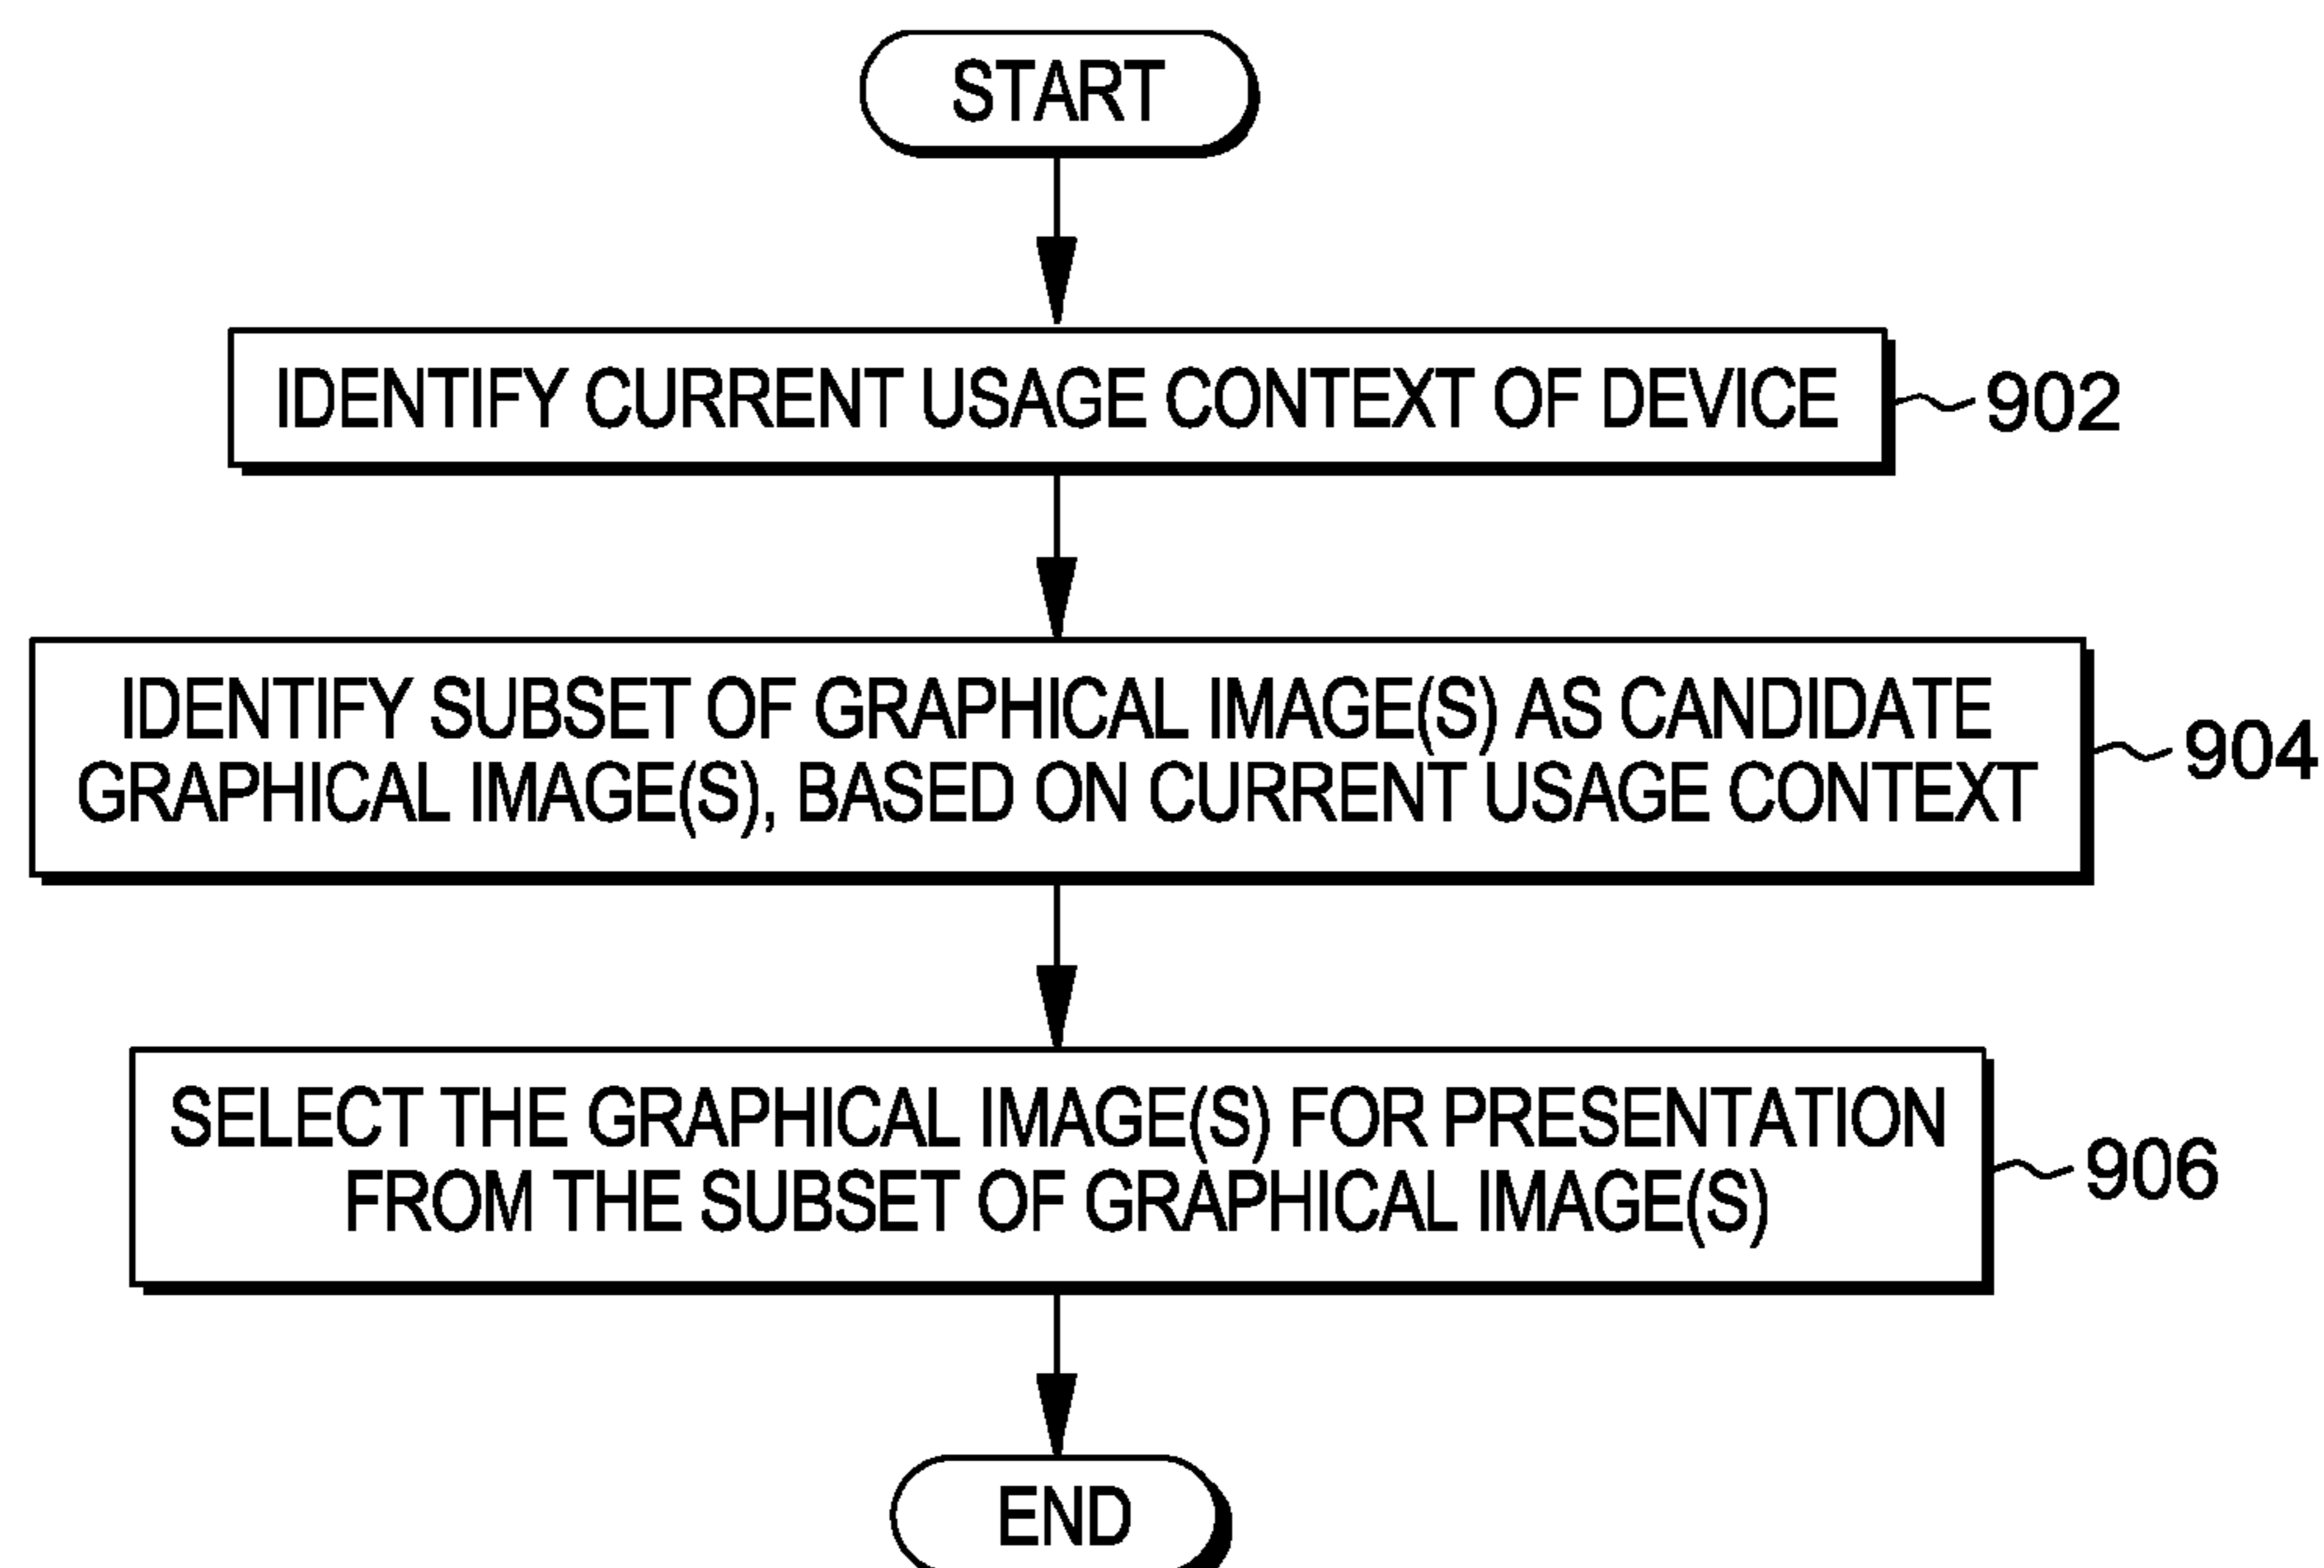 START
IDENTIFY CURRENT USAGE CONTEXT OF DEVICE
902
IDENTIFY SUBSET OF GRAPHICAL IMAGE(S) AS CANDIDATE
GRAPHICAL IMAGE(S), BASED ON CURRENT USAGE CONTEXT
904
SELECT THE GRAPHICAL IMAGE(S) FOR PRESENTATION
FROM THE SUBSET OF GRAPHICAL IMAGE(S)
906
END